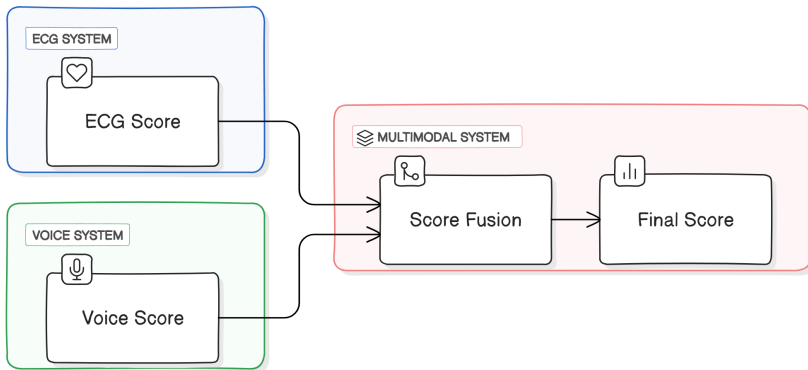 ECG SYSTEM
ECG Score
VOICE SYSTEM
Voice Score
MULTIMODAL SYSTEM
Score Fusion
Final Score